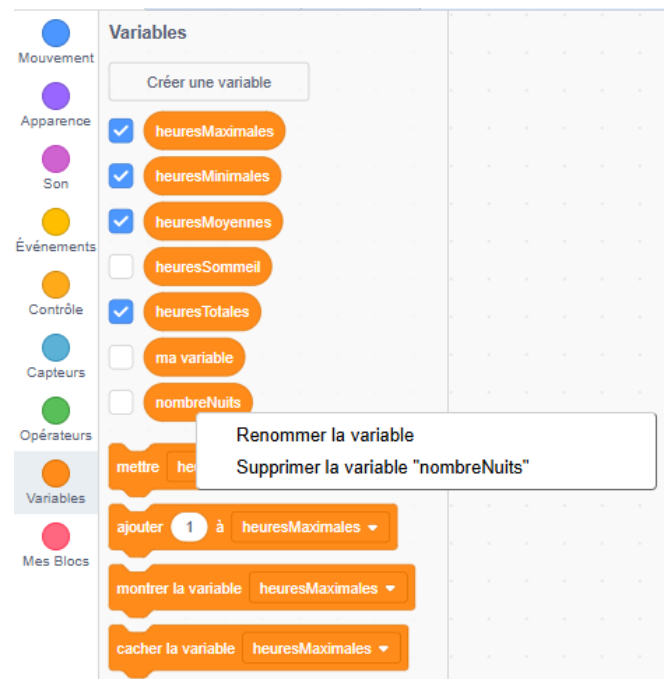 Variables
Mouvement
Créer une variable
Apparence
heuresMaximales
heuresMinimales
Son
heuresMoyennes
Événements
heuresSommeil
Contrôle
heuresTotales
ma variable
Capteurs
nombreNuits
Opérateurs
Renommer la variable
mettre he
Supprimer la variable "nombreNuits"
Variables
ajouter 1 à heuresMaximales
Mes Blocs
montrer la variable heuresMaximales
cacher la variable heuresMaximales